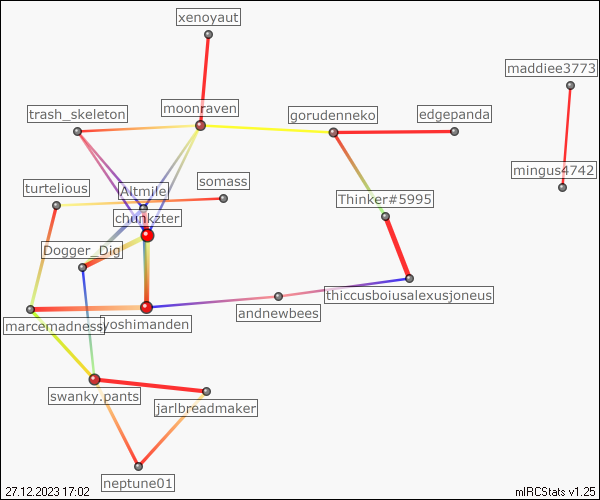 xenoyaut
maddiee3773
moonraven
trash_skeleton
gorudenneko
edgepanda
mingus4742
somass
turtelious
Altmile
Thinker#5995
chunkzter
Dogger_Dig
thiccusboiusalexusjoneus
andnewbees
marcemadness
yoshimanden
swanky.pants
jarlbreadmaker
neptune01
27.12.2023 17:02
mIRCStats v1.25